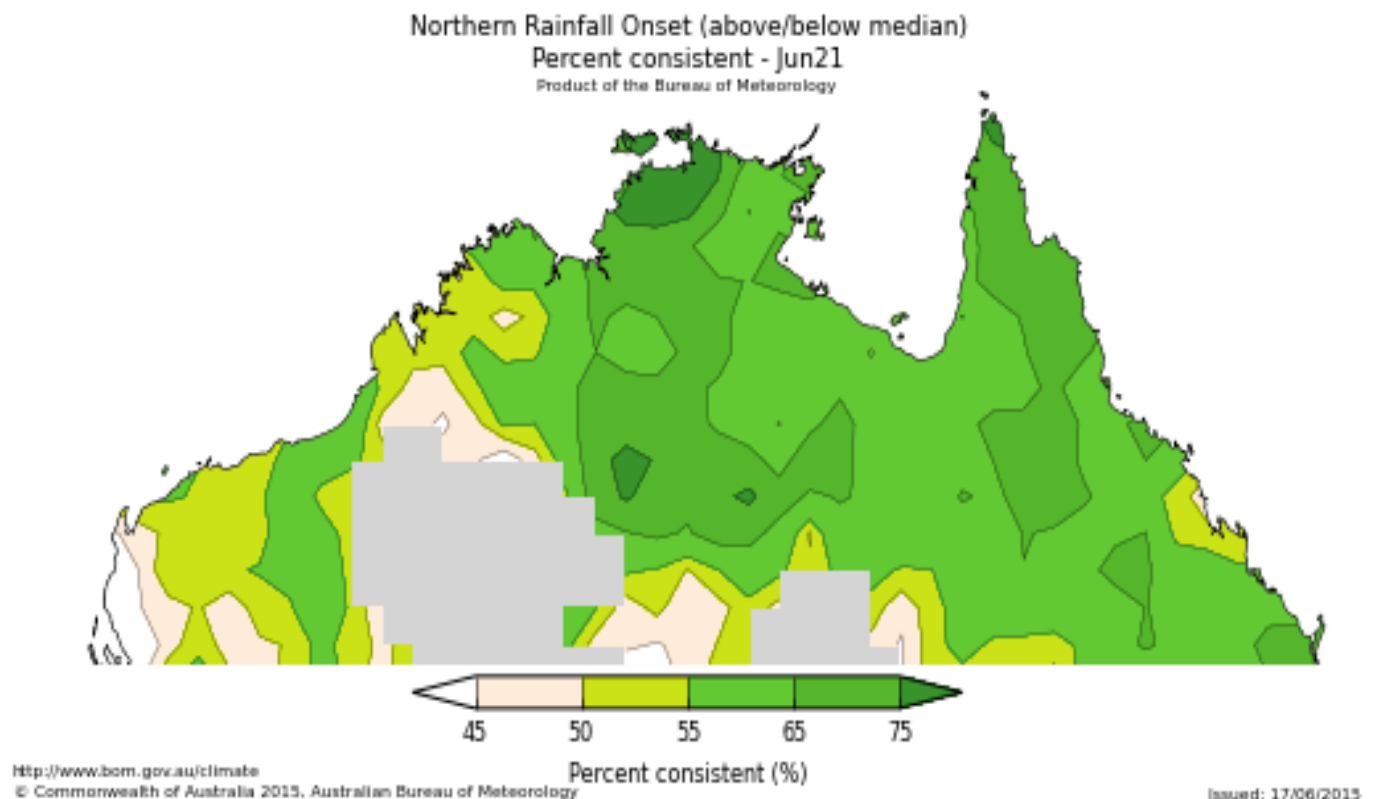 Northern Rainfall Onset (above/below median)
Percent consistent - Jun21
Product of the Bureau of Meteorology
45 50 55 65 75
Percent consistent (%)
http://www.bom.gov.au/climate
© Commonwealth of Australia 2015, Australian Bureau of Meteorology
Issued: 17/06/2015